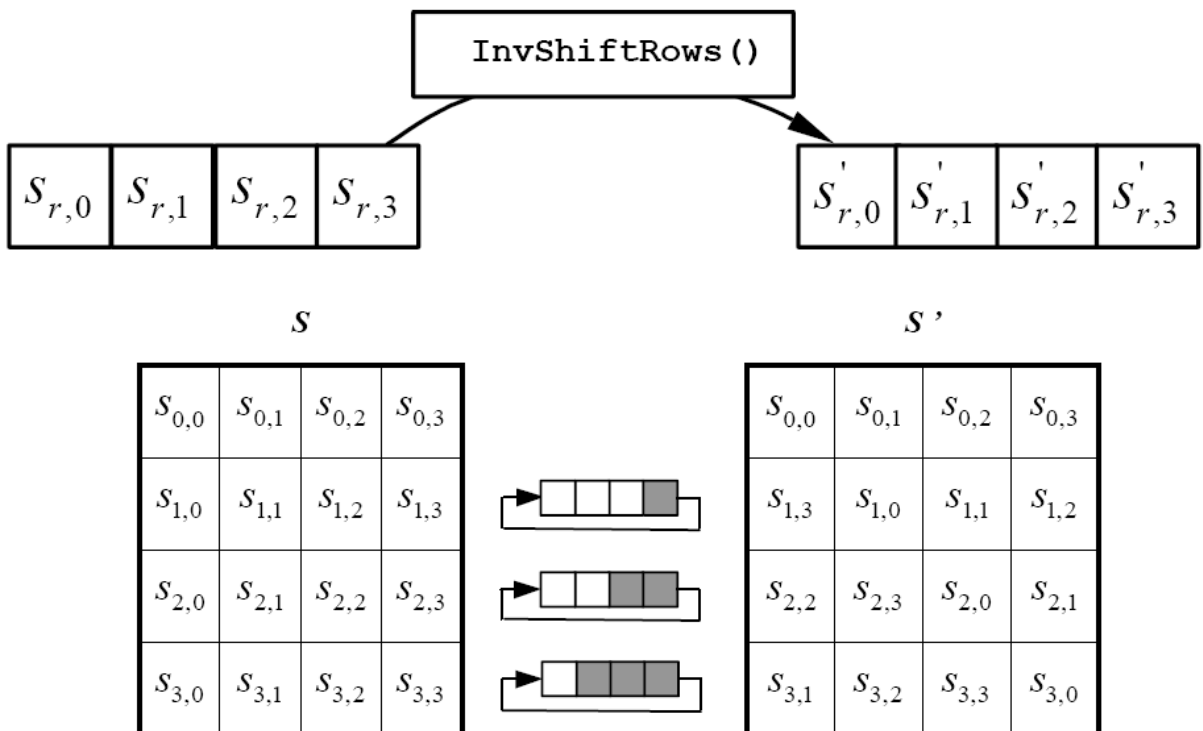 InvShiftRows()
S_{r,0} S_{r,1} S_{r,2} S_{r,3} S'_{r,0} S'_{r,1} S'_{r,2} S'_{r,3}
S S'
s_{0,0} s_{0,1} s_{0,2} s_{0,3} s_{0,0} s_{0,1} s_{0,2} s_{0,3}
s_{1,0} s_{1,1} s_{1,2} s_{1,3} s_{1,3} s_{1,0} s_{1,1} s_{1,2}
s_{2,0} s_{2,1} s_{2,2} s_{2,3} s_{2,2} s_{2,3} s_{2,0} s_{2,1}
s_{3,0} s_{3,1} s_{3,2} s_{3,3} s_{3,1} s_{3,2} s_{3,3} s_{3,0}